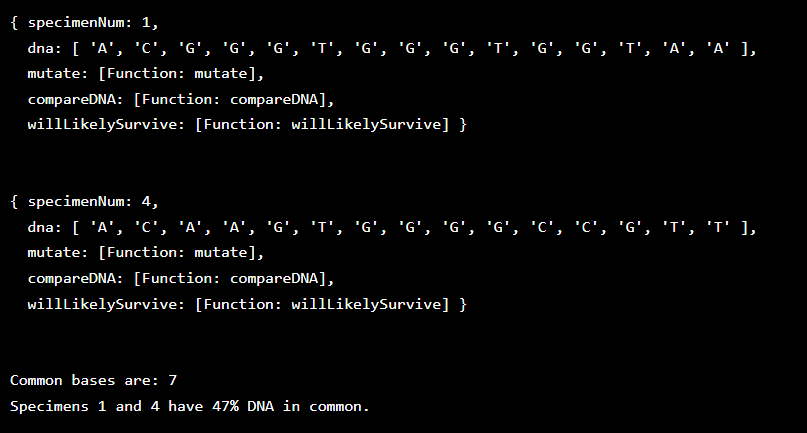 { specimenNum: 1,
  dna: [ 'A', 'C', 'G', 'G', 'G', 'T', 'G', 'G', 'G', 'T', 'G', 'G', 'T', 'A', 'A' ],
  mutate: [Function: mutate],
  compareDNA: [Function: compareDNA],
  willLikelySurvive: [Function: willLikelySurvive] }
{ specimenNum: 4,
  dna: [ 'A', 'C', 'A', 'A', 'G', 'T', 'G', 'G', 'G', 'G', 'C', 'C', 'G', 'T', 'T' ],
  mutate: [Function: mutate],
  compareDNA: [Function: compareDNA],
  willLikelySurvive: [Function: willLikelySurvive] }
Common bases are: 7
Specimens 1 and 4 have 47% DNA in common.